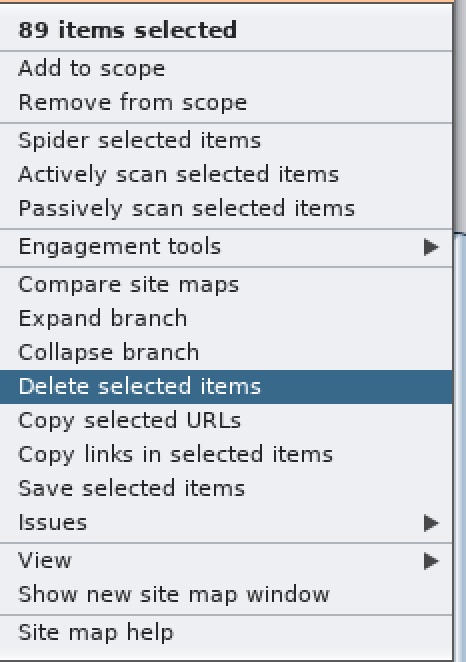 89 items selected
Add to scope
Remove from scope
Spider selected items
Actively scan selected items
Passively scan selected items
Engagement tools
Compare site maps
Expand branch
Collapse branch
Delete selected items
Copy selected URLs
Copy links in selected items
Save selected items
Issues
View
Show new site map window
Site map help